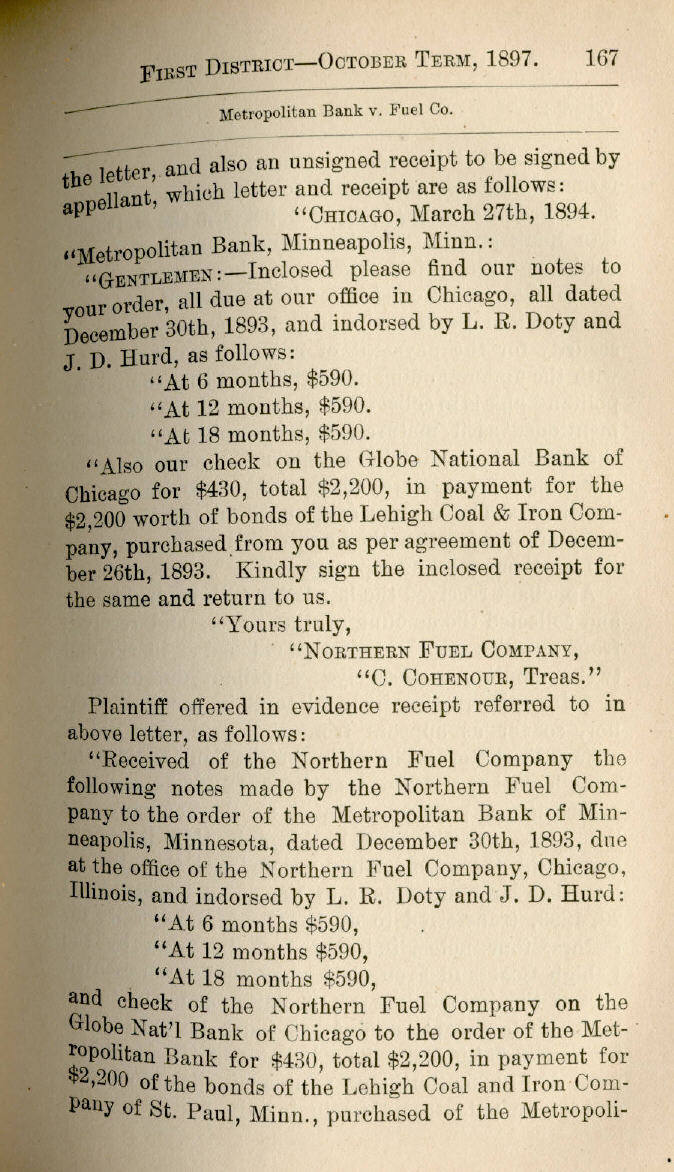 First District—October Term, 1897. 167
Metropolitan Bank v. Fuel Co.
the letter, and also an unsigned receipt to be signed by
appellant, which letter and receipt are as follows:
“Chicago, March 27th, 1894.
“Metropolitan Bank, Minneapolis, Minn.:
“Gentlemen:—Inclosed please find our notes to
your order, all due at our office in Chicago, all dated
December 30th, 1893, and indorsed by L. R. Doty and
J. D. Hurd, as follows:
“At 6 months, $590.
“At 12 months, $590.
“At 18 months, $590.
“Also our check on the Globe National Bank of
Chicago for $430, total $2,200, in payment for the
$2,200 worth of bonds of the Lehigh Coal & Iron Com-
pany, purchased from you as per agreement of Decem-
ber 26th, 1893. Kindly sign the inclosed receipt for
the same and return to us.
“Yours truly,
“Northern Fuel Company,
“C. Cohenour, Treas.”
Plaintiff offered in evidence receipt referred to in
above letter, as follows:
“Received of the Northern Fuel Company the
following notes made by the Northern Fuel Com-
pany to the order of the Metropolitan Bank of Min-
neapolis, Minnesota, dated December 30th, 1893, due
at the office of the Northern Fuel Company, Chicago,
Illinois, and indorsed by L. R. Doty and J. D. Hurd:
“At 6 months $590,
“At 12 months $590,
“At 18 months $590,
and check of the Northern Fuel Company on the
Globe Nat’l Bank of Chicago to the order of the Met-
ropolitan Bank for $430, total $2,200, in payment for
$2,200 of the bonds of the Lehigh Coal and Iron Com-
pany of St. Paul, Minn., purchased of the Metropoli-